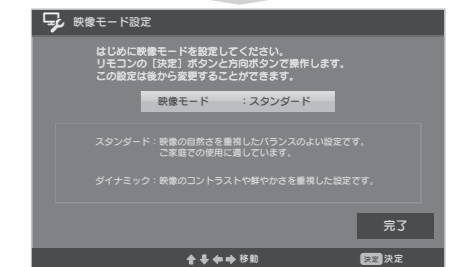 映像モード設定
はじめに映像モードを設定してください。
リモコンの［決定］ボタンと方向ボタンで操作します。
この設定は後から変更することができます。
映像モード　：スタンダード
スタンダード：映像の自然さを重視したバランスのよい設定です。
ご家庭での使用に適しています。
ダイナミック：映像のコントラストや鮮やかさを重視した設定です。
完了
移動　決定 決定